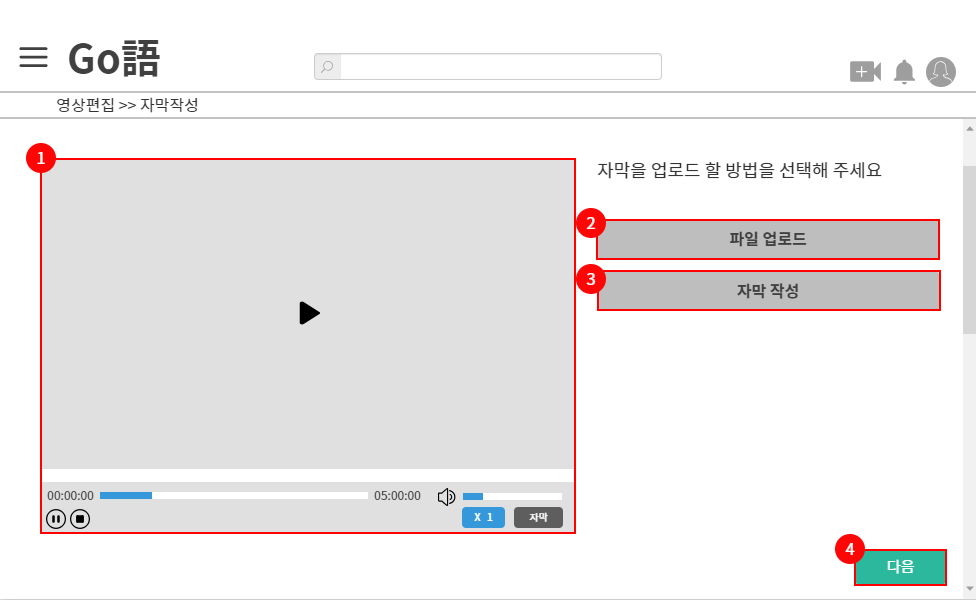 Go語
영상편집 >> 자막작성
1
자막을 업로드 할 방법을 선택해 주세요
2
파일 업로드
3
자막 작성
00:00:00
05:00:00
X 1
자막
4
다음